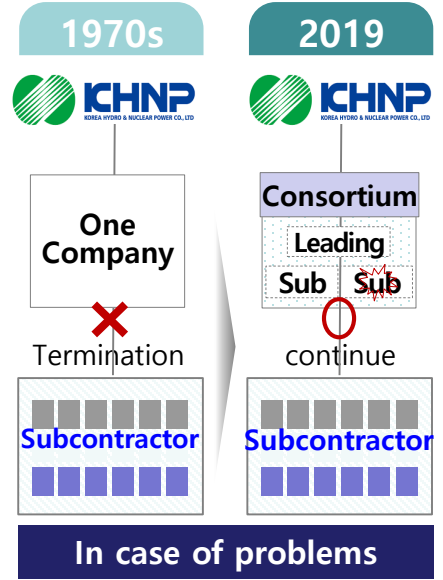 1970s
2019
KHNP
KOREA HYDRO & NUCLEAR POWER CO., LTD
KHNP
KOREA HYDRO & NUCLEAR POWER CO., LTD
One
Company
Consortium
Leading
Sub
Sub
Termination
continue
Subcontractor
Subcontractor
In case of problems